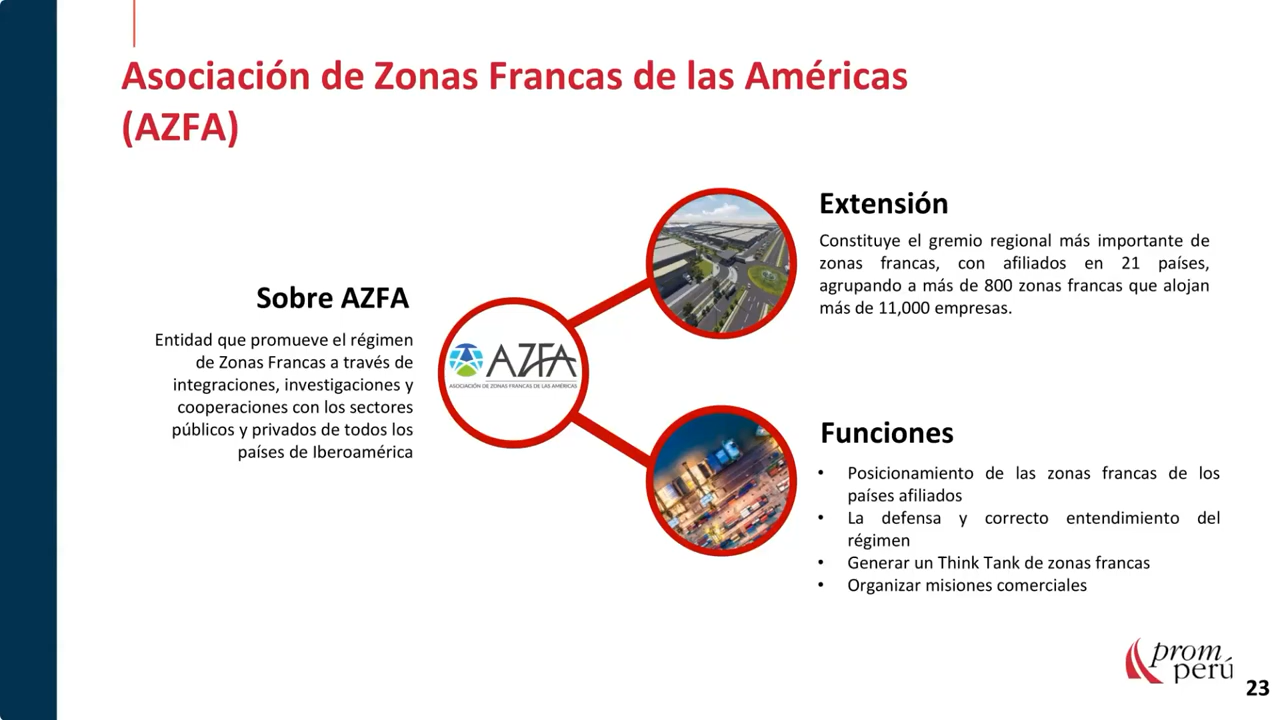 Asociación de Zonas Francas de las Américas
(AZFA)
Sobre AZFA
Entidad que promueve el régimen
de Zonas Francas a través de
integraciones, investigaciones y
cooperaciones con los sectores
públicos y privados de todos los
países de Iberoamérica
AZFA
ASOCIACIÓN DE ZONAS FRANCAS DE LAS AMÉRICAS
Extensión
Constituye el gremio regional más importante de
zonas francas, con afiliados en 21 países,
agrupando a más de 800 zonas francas que alojan
más de 11,000 empresas.
Funciones
• Posicionamiento de las zonas francas de los
países afiliados
• La defensa y correcto entendimiento del
régimen
• Generar un Think Tank de zonas francas
• Organizar misiones comerciales
prom
perú
23